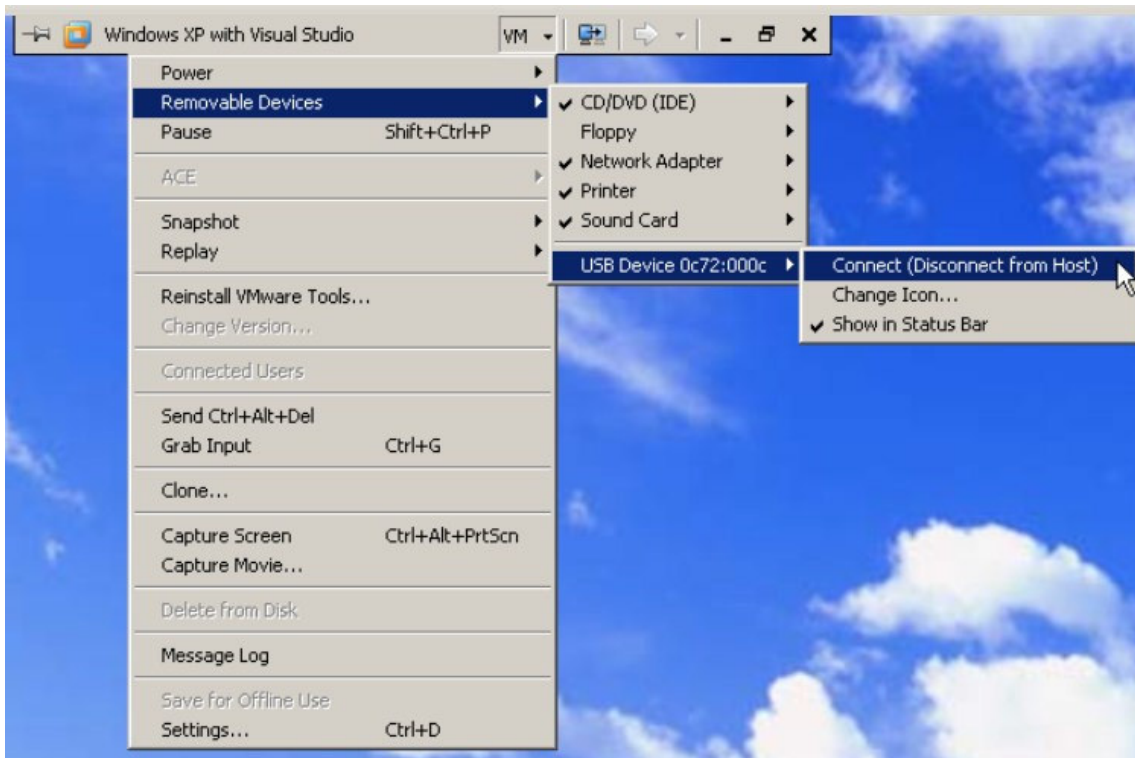 Windows XP with Visual Studio VM
Power
Removable Devices
Pause Shift+Ctrl+P
ACE
Snapshot
Replay
Reinstall VMware Tools...
Change Version...
Connected Users
Send Ctrl+Alt+Del
Grab Input Ctrl+G
Clone...
Capture Screen Ctrl+Alt+PrtScn
Capture Movie...
Delete from Disk
Message Log
Save for Offline Use
Settings... Ctrl+D
CD/DVD (IDE)
Floppy
Network Adapter
Printer
Sound Card
USB Device 0c72:000c
Connect (Disconnect from Host)
Change Icon...
Show in Status Bar